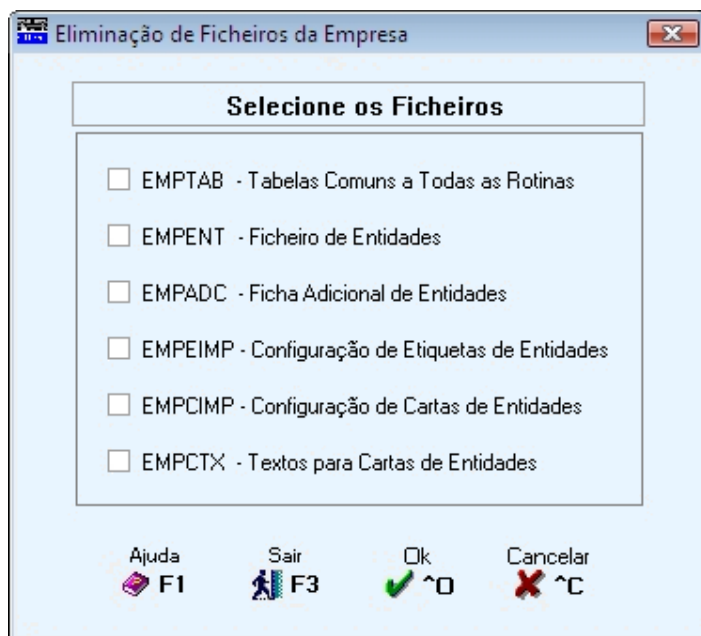 Eliminação de Ficheiros da Empresa
Selecione os Ficheiros
EMPTAB - Tabelas Comuns a Todas as Rotinas
EMPENT - Ficheiro de Entidades
EMPADC - Ficha Adicional de Entidades
EMPEIMP - Configuração de Etiquetas de Entidades
EMPCIMP - Configuração de Cartas de Entidades
EMPCTX - Textos para Cartas de Entidades
Ajuda Sair Ok Cancelar
F1 F3 ^O ^C